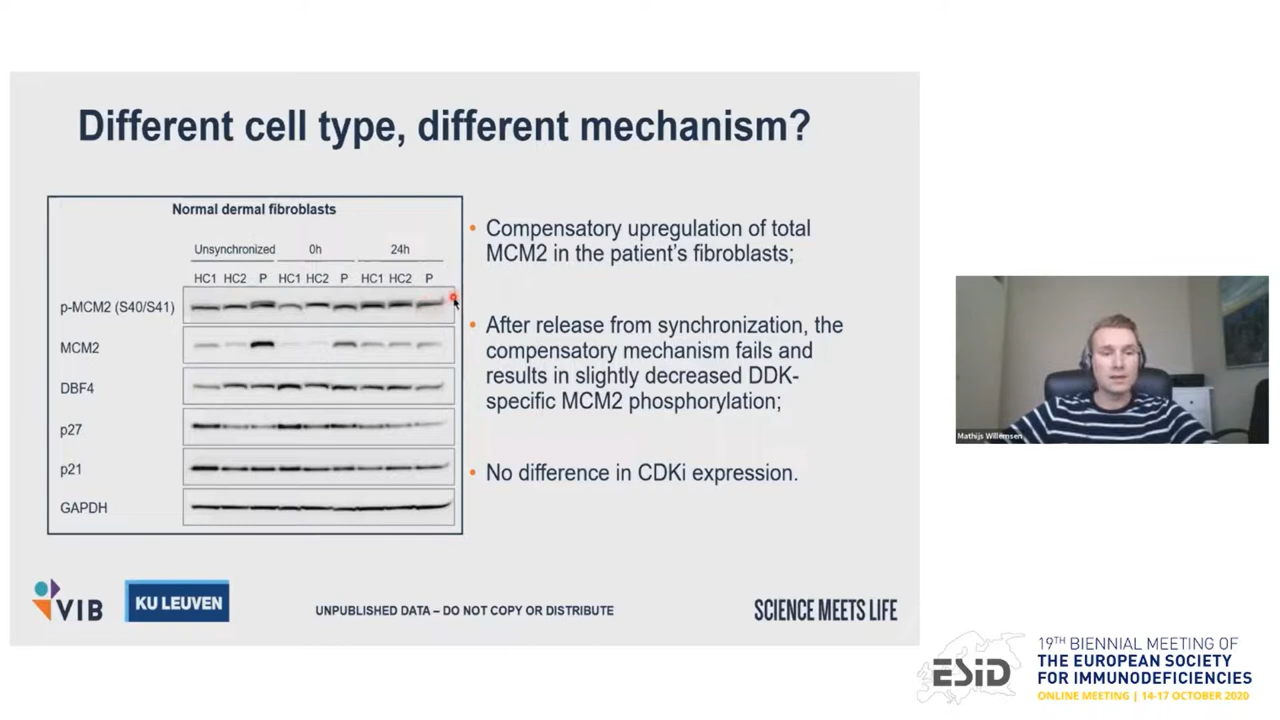 Different cell type, different mechanism?
Normal dermal fibroblasts
Unsynchronized 0h 24h
HC1 HC2 P HC1 HC2 P HC1 HC2 P
p-MCM2 (S40/S41)
MCM2
DBF4
p27
p21
GAPDH
• Compensatory upregulation of total
MCM2 in the patient's fibroblasts;
• After release from synchronization, the
compensatory mechanism fails and
results in slightly decreased DDK-
specific MCM2 phosphorylation;
• No difference in CDKi expression.
VIB
KU LEUVEN
UNPUBLISHED DATA – DO NOT COPY OR DISTRIBUTE
SCIENCE MEETS LIFE
Mathijs Willemsen
ESID
19TH BIENNIAL MEETING OF
THE EUROPEAN SOCIETY
FOR IMMUNODEFICIENCIES
ONLINE MEETING | 14-17 OCTOBER 2020